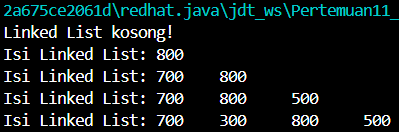 2a675ce2061d\redhat.java\jdt_ws\Pertemuan11_
Linked List kosong!
Isi Linked List: 800
Isi Linked List: 700 800
Isi Linked List: 700 800 500
Isi Linked List: 700 300 800 500